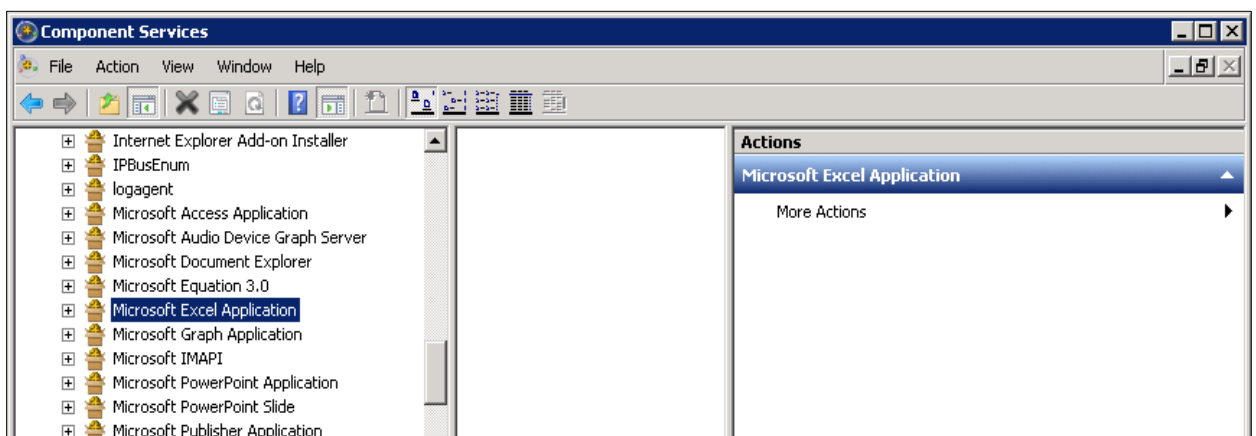 Component Services
File Action View Window Help
Internet Explorer Add-on Installer
IPBusEnum
logagent
Microsoft Access Application
Microsoft Audio Device Graph Server
Microsoft Document Explorer
Microsoft Equation 3.0
Microsoft Excel Application
Microsoft Graph Application
Microsoft IMAPI
Microsoft PowerPoint Application
Microsoft PowerPoint Slide
Microsoft Publisher Application
Actions
Microsoft Excel Application
More Actions